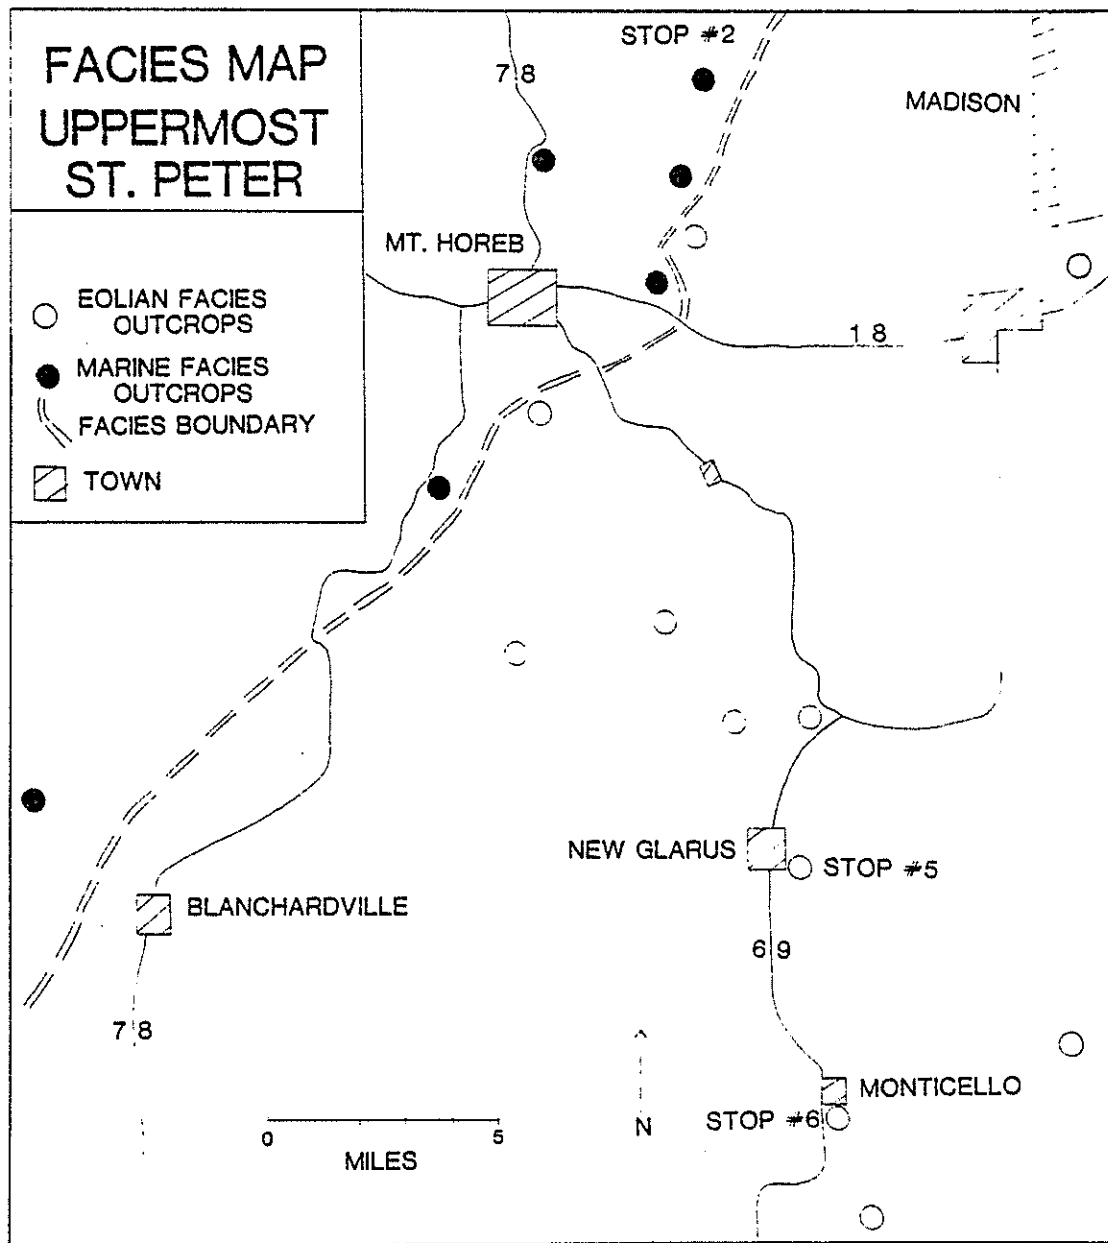 FACIES MAP
UPPERMOST
ST. PETER
EOLIAN FACIES
OUTCROPS
MARINE FACIES
OUTCROPS
FACIES BOUNDARY
TOWN
STOP #2
78
MADISON
MT. HOREB
18
NEW GLARUS
STOP #5
BLANCHARDVILLE
69
78
MONTICELLO
STOP #6
N
0 5
MILES